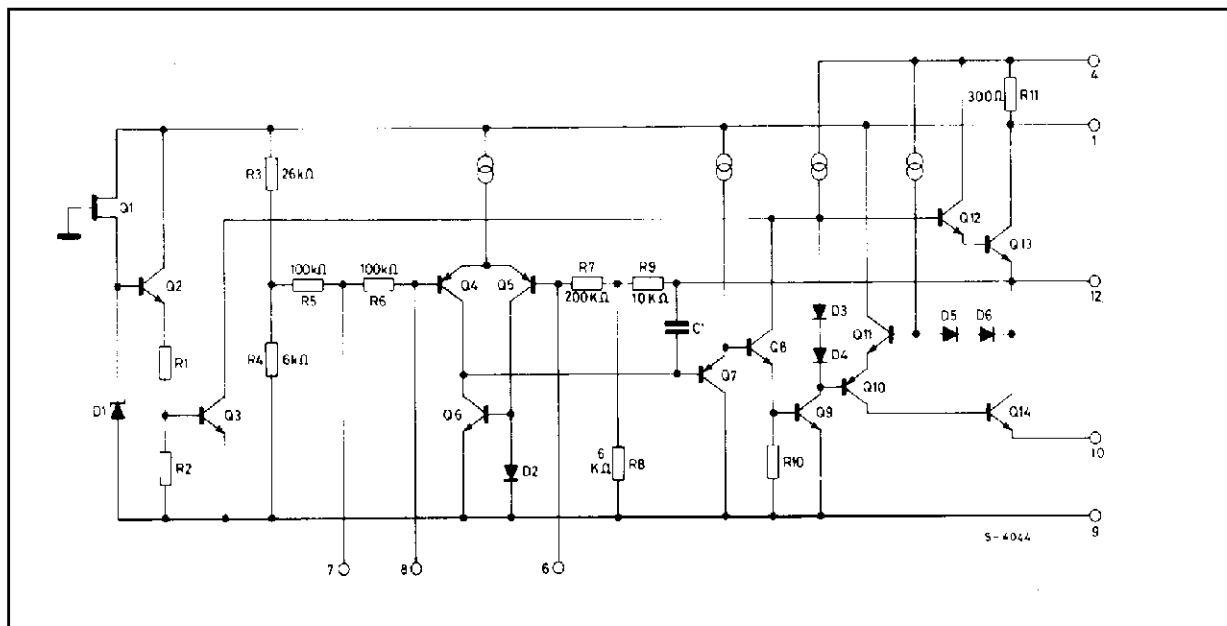 4
300Ω R11
1
R3 26kΩ
Q1
Q12
Q13
Q2
100kΩ 100kΩ
R5 R6
Q4 Q5
R7
200KΩ
R9
10KΩ
12
C1
D3
D5 D6
Q11
R1
R4 6kΩ
Q8
D4
Q7
Q10
D1
Q3
Q6
Q9
Q14
R2
D2
6
KΩ R8
R10
10
9
S-4044
7
8
6